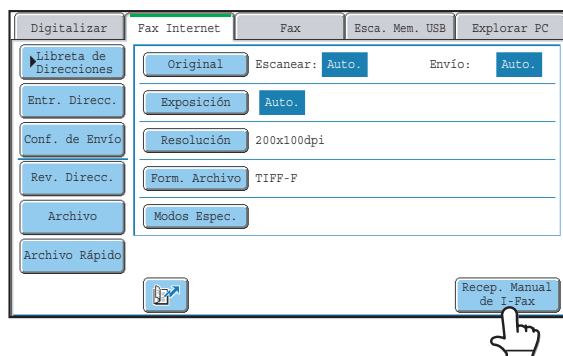 Digitalizar Fax Internet Fax Esca. Mem. USB Explorar PC
Libreta de
Direcciones
Original Escanear: Auto. Envío: Auto.
Entr. Direcc.
Exposición Auto.
Conf. de Envío
Resolución 200x100dpi
Rev. Direcc.
Form. Archivo TIFF-F
Archivo
Modos Espec.
Archivo Rápido
Recep. Manual
de I-Fax